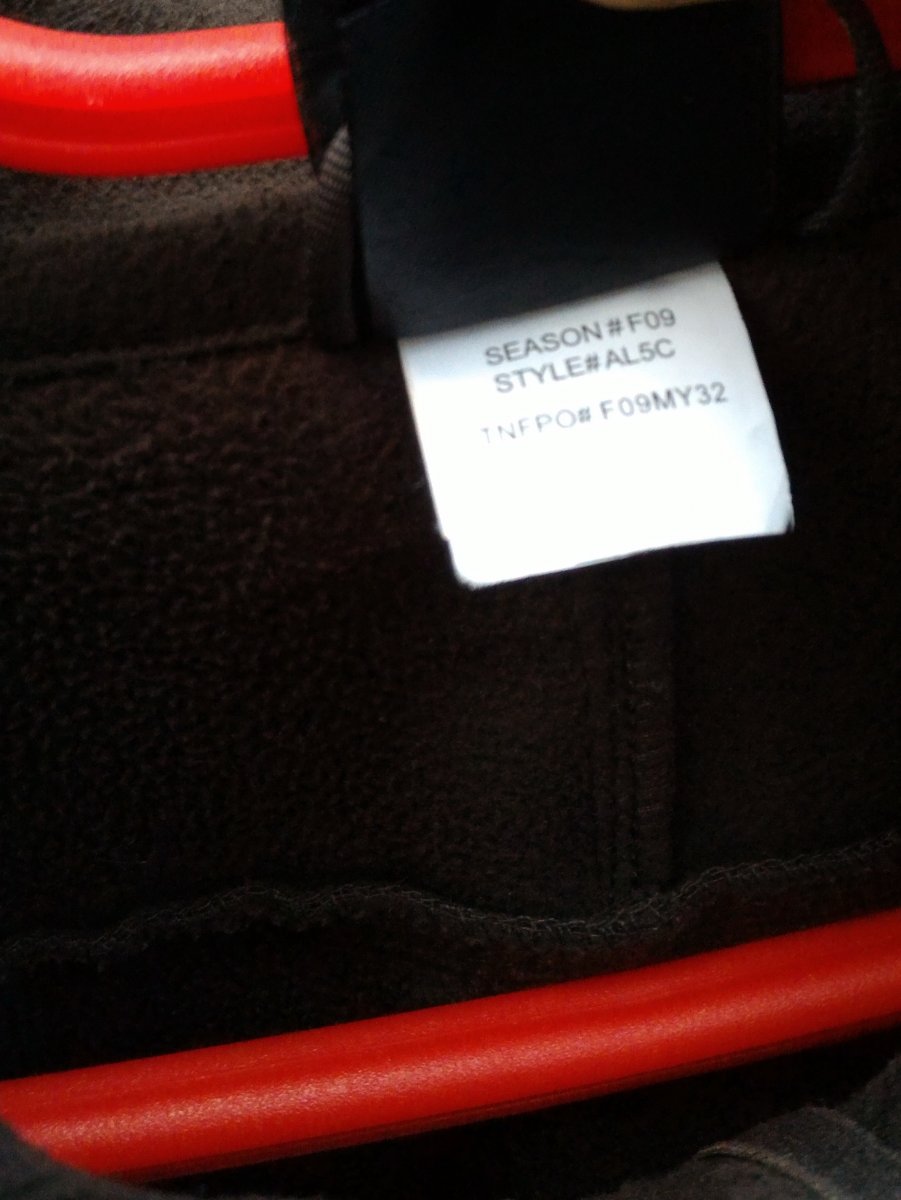 SEASON # F09
STYLE# AL5C
TNFPO# F09MY32